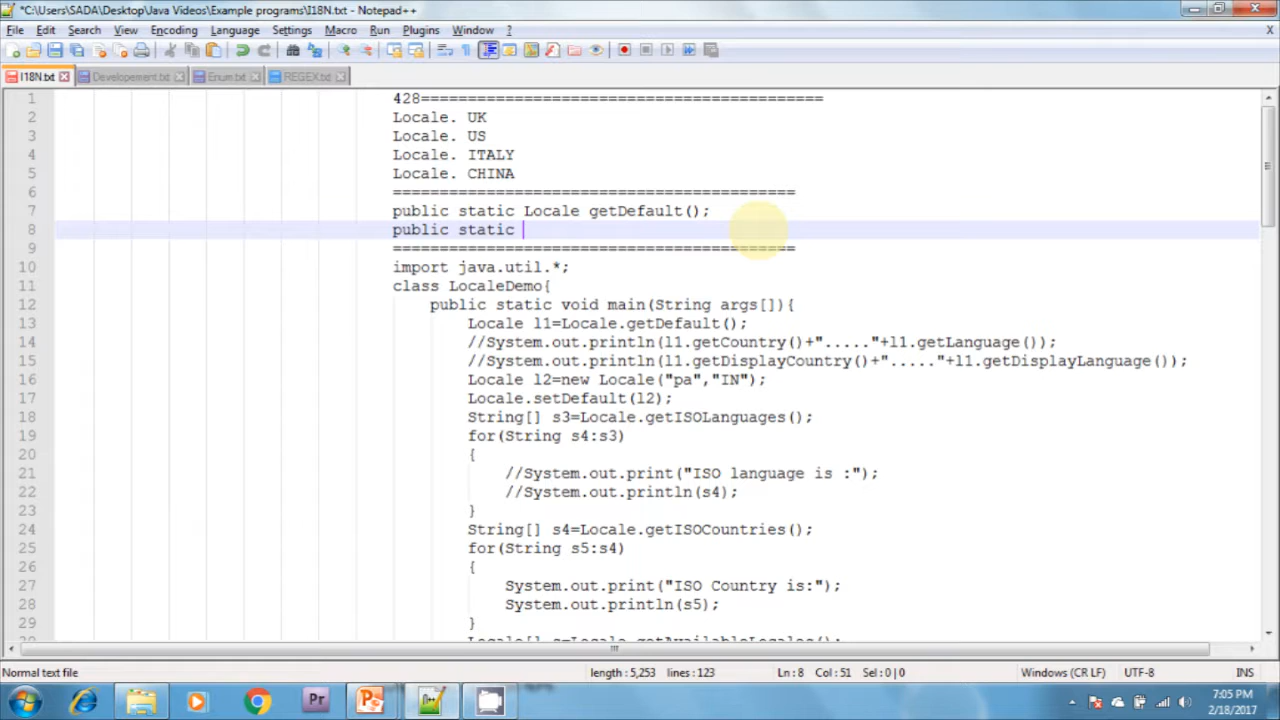 *C:\Users\SADA\Desktop\Java Videos\Example programs\I18N.txt - Notepad++
File Edit Search View Encoding Language Settings Macro Run Plugins Window ? X
I18N.txt Developement.txt Enum.txt REGEX.txt
1 428===========================================
2 Locale. UK
3 Locale. US
4 Locale. ITALY
5 Locale. CHINA
6 ===========================================
7 public static Locale getDefault();
8 public static
9 ===========================================
10 import java.util.*;
11 class LocaleDemo{
12 public static void main(String args[]){
13 Locale l1=Locale.getDefault();
14 //System.out.println(l1.getCountry()+"....."+l1.getLanguage());
15 //System.out.println(l1.getDisplayCountry()+"....."+l1.getDisplayLanguage());
16 Locale l2=new Locale("pa","IN");
17 Locale.setDefault(l2);
18 String[] s3=Locale.getISOLanguages();
19 for(String s4:s3)
20 {
21 //System.out.print("ISO language is :");
22 //System.out.println(s4);
23 }
24 String[] s4=Locale.getISOCountries();
25 for(String s5:s4)
26 {
27 System.out.print("ISO Country is:");
28 System.out.println(s5);
29 }
Locale[] s=Locale.getAvailableLocales();
Normal text file length : 5,253 lines : 123 Ln : 8 Col : 51 Sel : 0 | 0 Windows (CR LF) UTF-8 INS
Pr
7:05 PM
2/18/2017